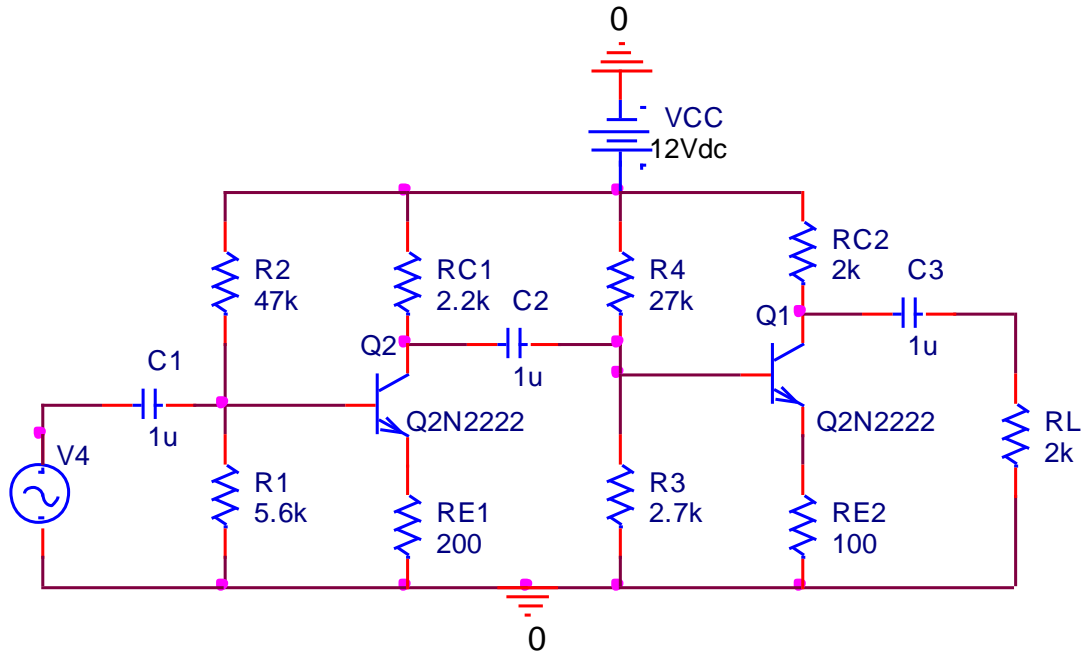 0
VCC
12Vdc
R2
47k
RC1
2.2k
R4
27k
RC2
2k
C3
1u
C2
1u
Q2
Q1
C1
1u
Q2N2222
Q2N2222
V4
R1
5.6k
RE1
200
R3
2.7k
RE2
100
RL
2k
0